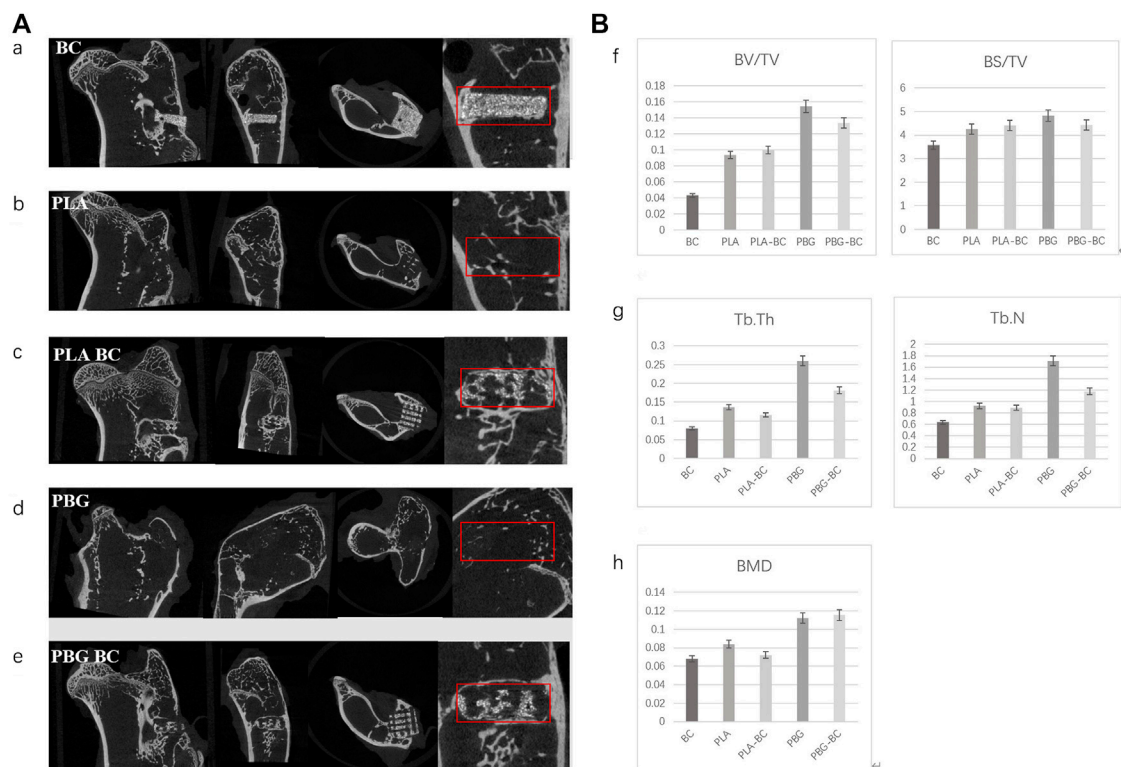 A
a
BC
b
PLA
c
PLA BC
d
PBG
e
PBG BC
B
f
BV/TV
0.18
0.16
0.14
0.12
0.1
0.08
0.06
0.04
0.02
0
BC PLA PLA-BC PBG PBG-BC
BS/TV
6
5
4
3
2
1
0
BC PLA PLA-BC PBG PBG-BC
g
Tb.Th
0.3
0.25
0.2
0.15
0.1
0.05
0
BC PLA PLA-BC PBG PBG-BC
Tb.N
2
1.8
1.6
1.4
1.2
1
0.8
0.6
0.4
0.2
0
BC PLA PLA-BC PBG PBG-BC
h
BMD
0.14
0.12
0.1
0.08
0.06
0.04
0.02
0
BC PLA PLA-BC PBG PBG-BC